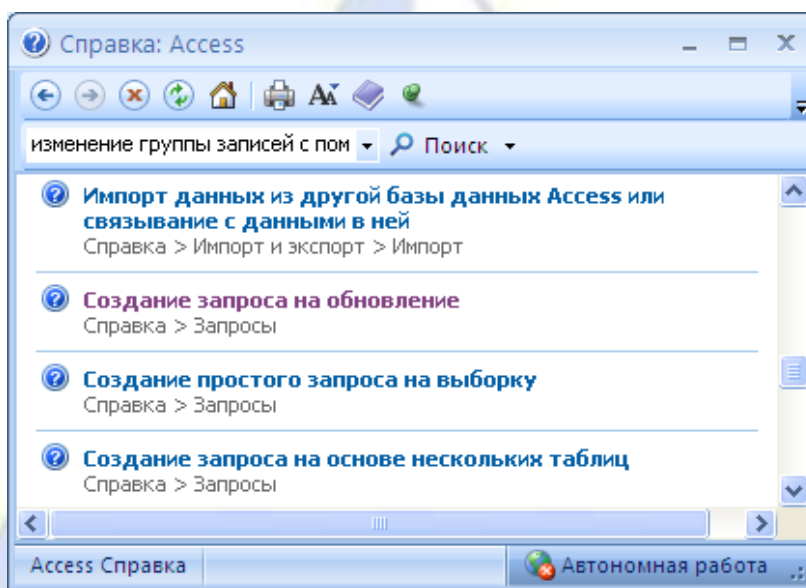 Справка: Access
изменение группы записей с пом
Поиск
Импорт данных из другой базы данных Access или
связывание с данными в ней
Справка > Импорт и экспорт > Импорт
Создание запроса на обновление
Справка > Запросы
Создание простого запроса на выборку
Справка > Запросы
Создание запроса на основе нескольких таблиц
Справка > Запросы
Access Справка
Автономная работа